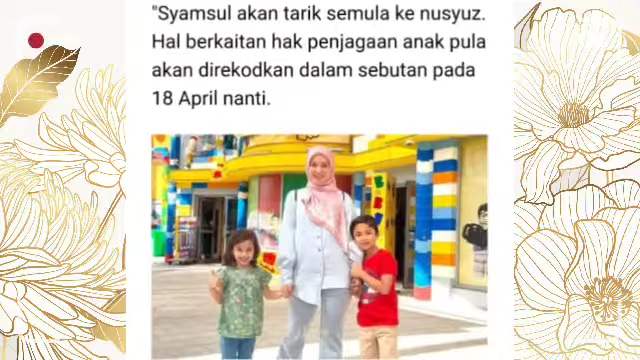 "Syamsul akan tarik semula ke nusyuz.
Hal berkaitan hak penjagaan anak pula
akan direkodkan dalam sebutan pada
18 April nanti.